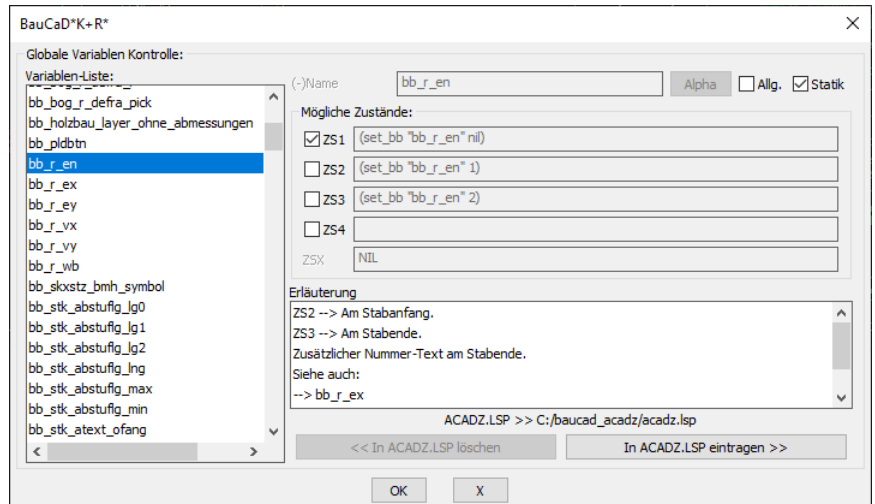 BauCaD*K+R*
Globale Variablen Kontrolle:
Variablen-Liste:
bb_bog_r_defra_pick
bb_holzbau_layer_ohne_abmessungen
bb_pldbtn
bb_r_en
bb_r_ex
bb_r_ey
bb_r_vx
bb_r_vy
bb_r_wb
bb_skxstz_bmh_symbol
bb_stk_abstuflg_lg0
bb_stk_abstuflg_lg1
bb_stk_abstuflg_lg2
bb_stk_abstuflg_lng
bb_stk_abstuflg_max
bb_stk_abstuflg_min
bb_stk_atext_ofang
(-)Name bb_r_en Alpha Allg. Statik
Mögliche Zustände:
ZS1 (set_bb "bb_r_en" nil)
ZS2 (set_bb "bb_r_en" 1)
ZS3 (set_bb "bb_r_en" 2)
ZS4
ZSX NIL
Erläuterung
ZS2 --> Am Stabanfang.
ZS3 --> Am Stabende.
Zusätzlicher Nummer-Text am Stabende.
Siehe auch:
--> bb_r_ex
ACADZ.LSP >> C:/baucad_acadz/acadz.lsp
<< In ACADZ.LSP löschen In ACADZ.LSP eintragen >>
OK X